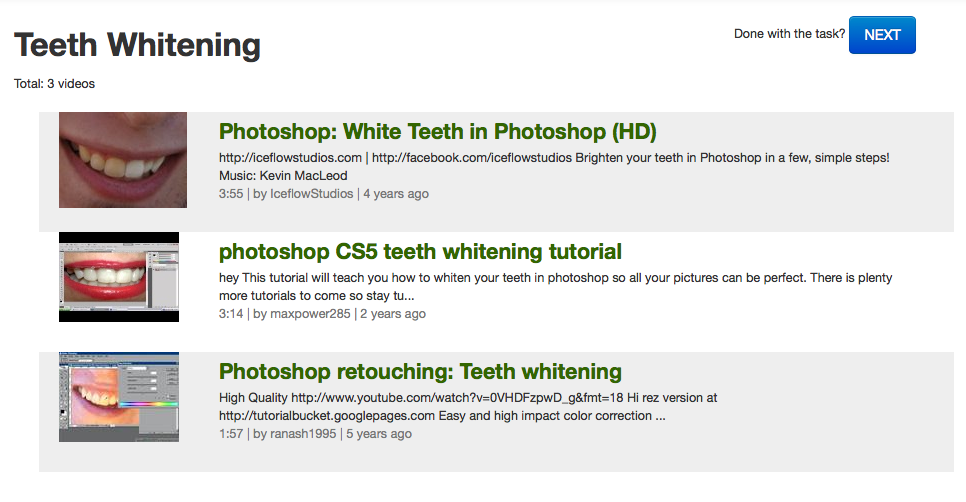 Teeth Whitening
Done with the task? NEXT
Total: 3 videos
Photoshop: White Teeth in Photoshop (HD)
http://iceflowstudios.com | http://facebook.com/iceflowstudios Brighten your teeth in Photoshop in a few, simple steps!
Music: Kevin MacLeod
3:55 | by IceflowStudios | 4 years ago
photoshop CS5 teeth whitening tutorial
hey This tutorial will teach you how to whiten your teeth in photoshop so all your pictures can be perfect. There is plenty
more tutorials to come so stay tu...
3:14 | by maxpower285 | 2 years ago
Photoshop retouching: Teeth whitening
High Quality http://www.youtube.com/watch?v=0VHDFzpwD_g&fmt=18 Hi rez version at
http://tutorialbucket.googlepages.com Easy and high impact color correction ...
1:57 | by ranash1995 | 5 years ago